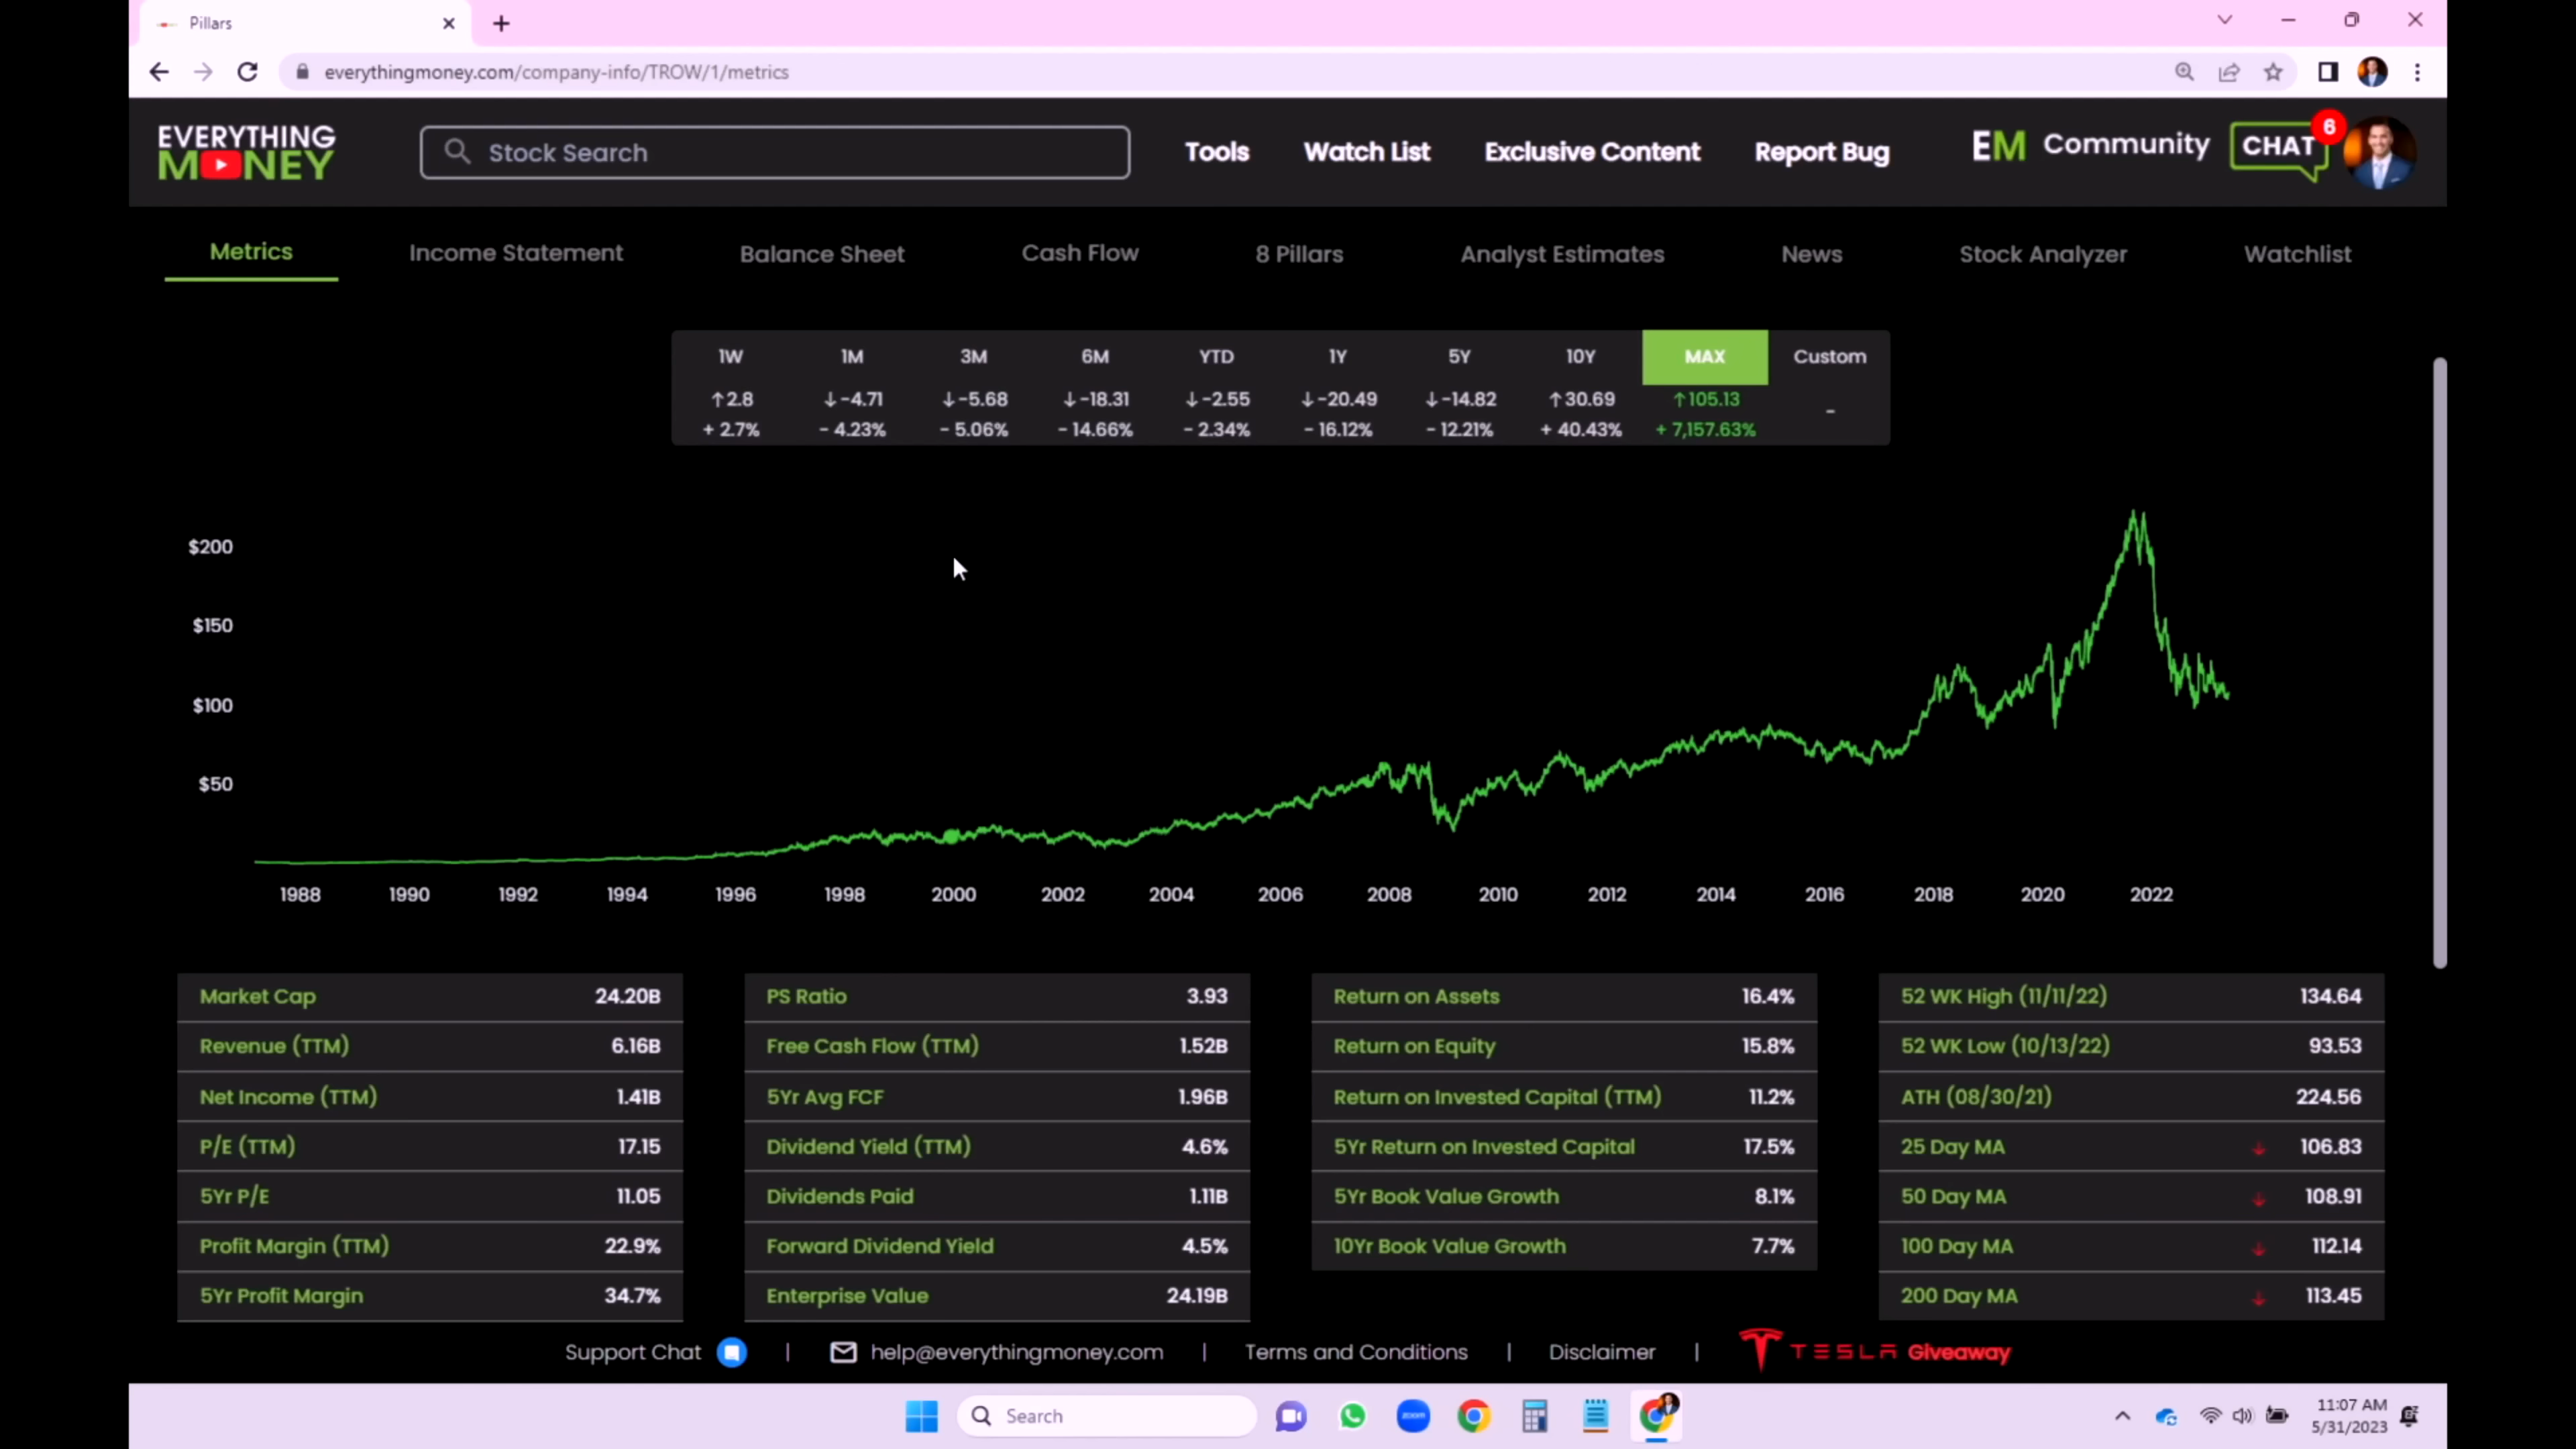 Pillars
everythingmoney.com/company-info/TROW/1/metrics
EVERYTHING
MONEY
Stock Search
Tools
Watch List
Exclusive Content
Report Bug
EM Community
CHAT
6
Metrics
Income Statement
Balance Sheet
Cash Flow
8 Pillars
Analyst Estimates
News
Stock Analyzer
Watchlist
1W 1M 3M 6M YTD 1Y 5Y 10Y MAX Custom
↑2.8 ↓-4.71 ↓-5.68 ↓-18.31 ↓-2.55 ↓-20.49 ↓-14.82 ↑30.69 ↑105.13 -
+ 2.7% - 4.23% - 5.06% - 14.66% - 2.34% - 16.12% - 12.21% + 40.43% + 7,157.63%
$200
$150
$100
$50
1988 1990 1992 1994 1996 1998 2000 2002 2004 2006 2008 2010 2012 2014 2016 2018 2020 2022
Market Cap 24.20B
Revenue (TTM) 6.16B
Net Income (TTM) 1.41B
P/E (TTM) 17.15
5Yr P/E 11.05
Profit Margin (TTM) 22.9%
5Yr Profit Margin 34.7%
PS Ratio 3.93
Free Cash Flow (TTM) 1.52B
5Yr Avg FCF 1.96B
Dividend Yield (TTM) 4.6%
Dividends Paid 1.11B
Forward Dividend Yield 4.5%
Enterprise Value 24.19B
Return on Assets 16.4%
Return on Equity 15.8%
Return on Invested Capital (TTM) 11.2%
5Yr Return on Invested Capital 17.5%
5Yr Book Value Growth 8.1%
10Yr Book Value Growth 7.7%
52 WK High (11/11/22) 134.64
52 WK Low (10/13/22) 93.53
ATH (08/30/21) 224.56
25 Day MA ↓ 106.83
50 Day MA ↓ 108.91
100 Day MA ↓ 112.14
200 Day MA ↓ 113.45
Support Chat | help@everythingmoney.com | Terms and Conditions | Disclaimer | TESLA Giveaway
Search
zoom
11:07 AM
5/31/2023